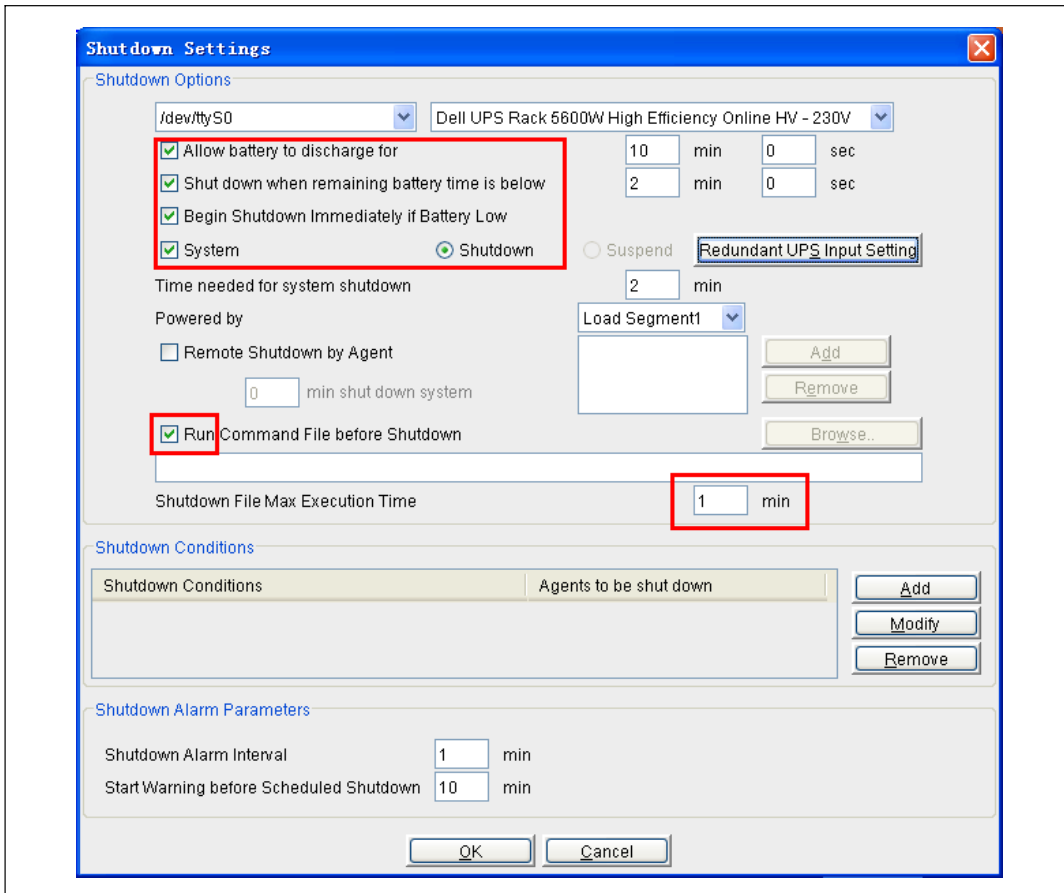 Shutdown Settings
Shutdown Options
/dev/ttyS0 Dell UPS Rack 5600W High Efficiency Online HV - 230V
Allow battery to discharge for 10 min 0 sec
Shut down when remaining battery time is below 2 min 0 sec
Begin Shutdown Immediately if Battery Low
System Shutdown Suspend Redundant UPS Input Setting
Time needed for system shutdown 2 min
Powered by Load Segment1
Remote Shutdown by Agent Add
0 min shut down system Remove
Run Command File before Shutdown Browse..
Shutdown File Max Execution Time 1 min
Shutdown Conditions
Shutdown Conditions Agents to be shut down Add
Modify
Remove
Shutdown Alarm Parameters
Shutdown Alarm Interval 1 min
Start Warning before Scheduled Shutdown 10 min
OK Cancel